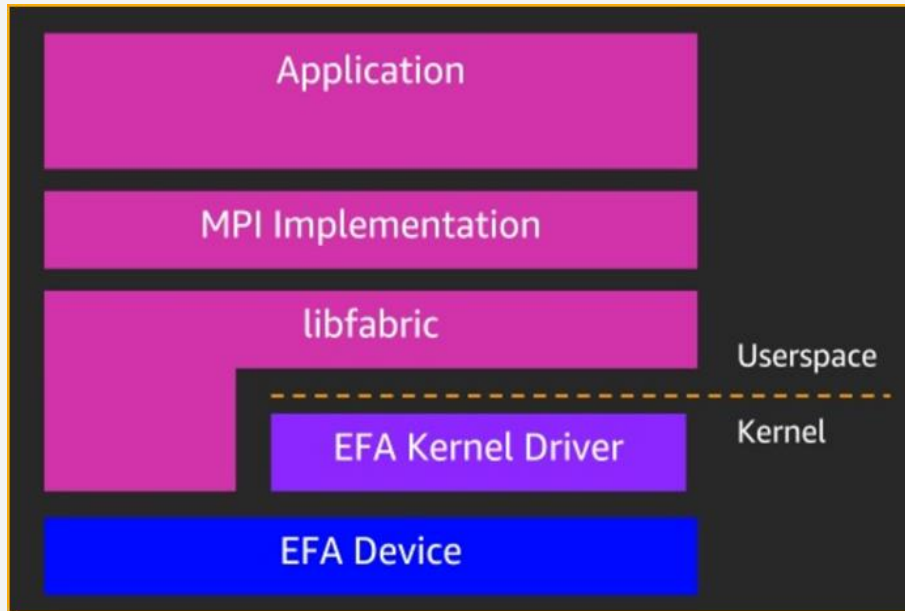 Application
MPI Implementation
libfabric
Userspace
Kernel
EFA Kernel Driver
EFA Device